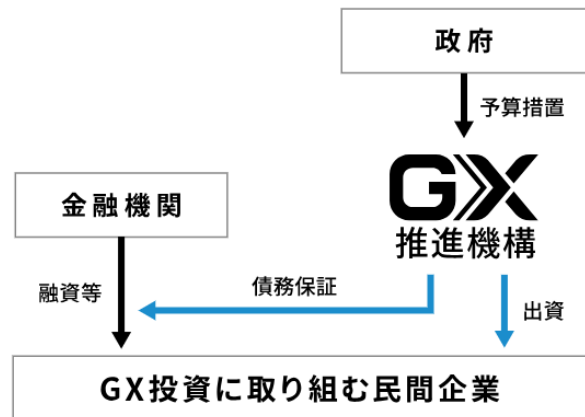 政府
予算措置
GX
推進機構
金融機関
融資等
債務保証
出資
GX投資に取り組む民間企業